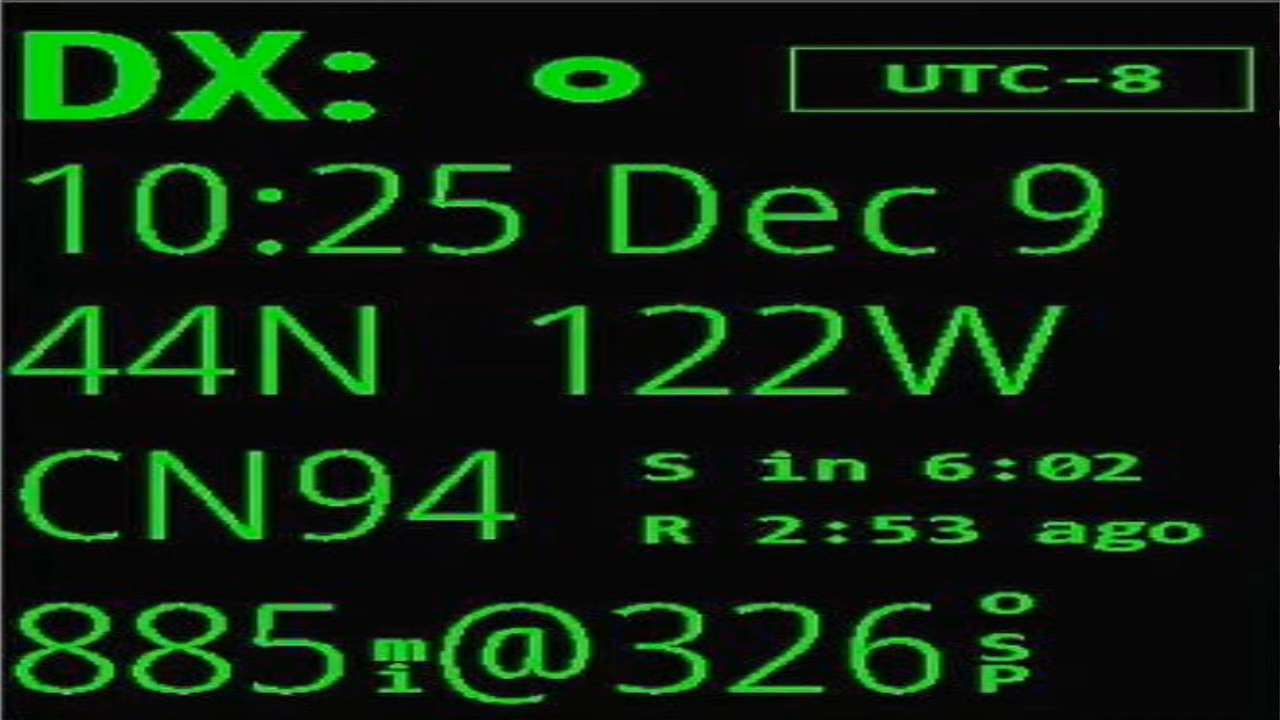 DX: UTC-8
10:25 Dec 9
44N 122W
CN94
S in 6:02
R 2:53 ago
885mi@326° SP